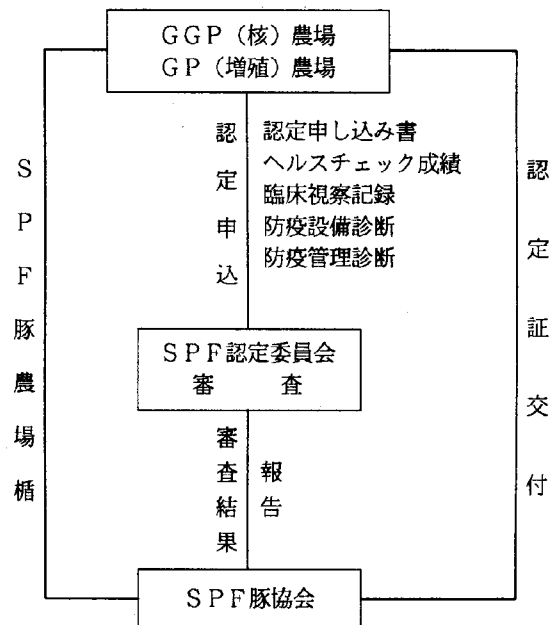 GGP（核）農場
GP（増殖）農場
SPF豚農場楯
認定申込
認定申し込み書
ヘルスチェック成績
臨床視察記録
防疫設備診断
防疫管理診断
認定証交付
SPF認定委員会
審　　査
審査結果
報告
SPF豚協会